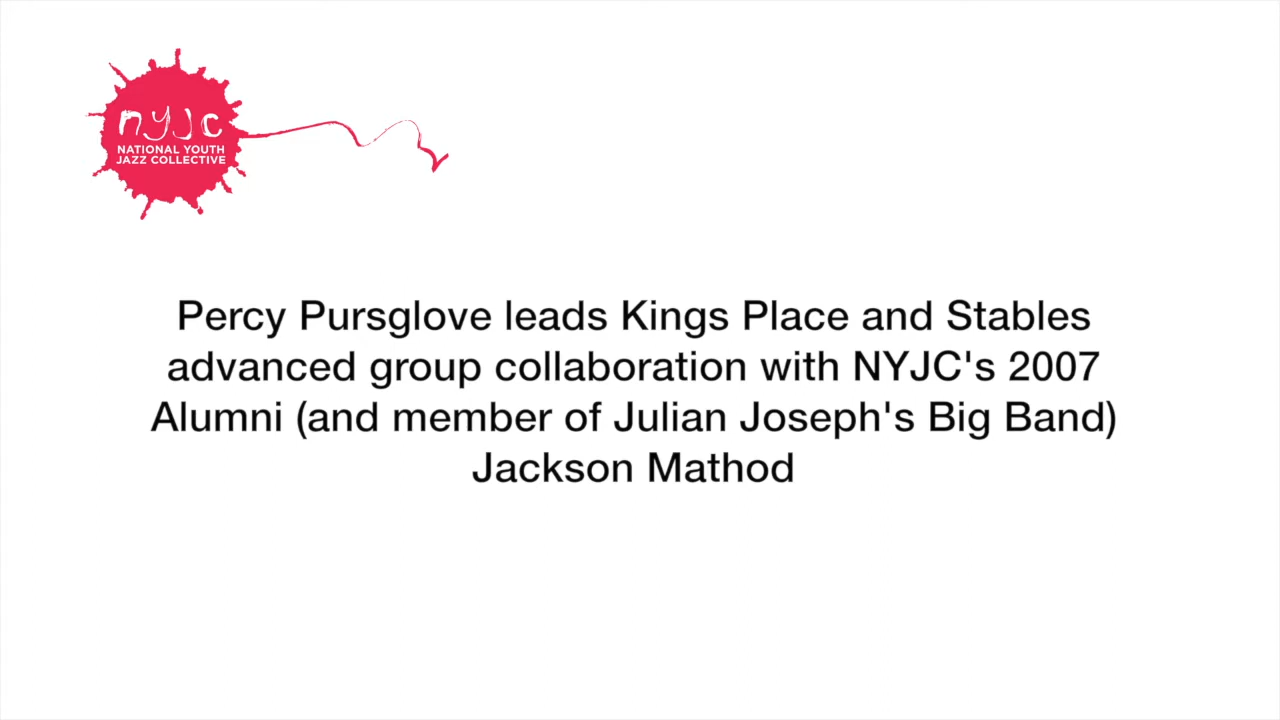 nyjc
NATIONAL YOUTH
JAZZ COLLECTIVE
Percy Pursglove leads Kings Place and Stables
advanced group collaboration with NYJC's 2007
Alumni (and member of Julian Joseph's Big Band)
Jackson Mathod